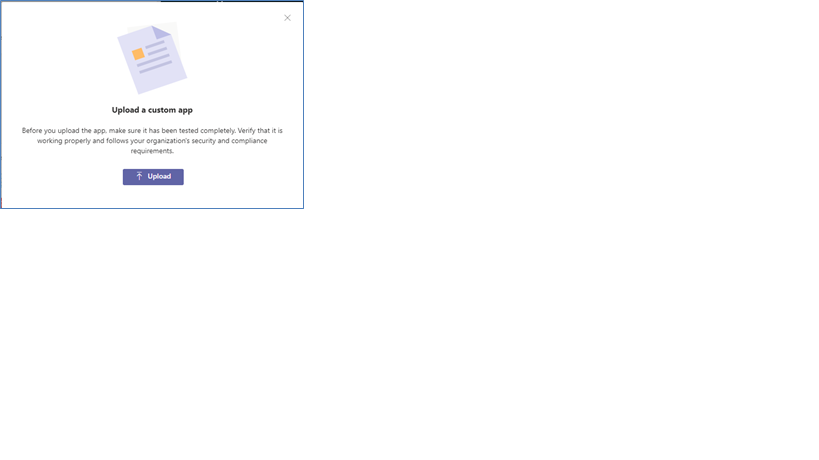 Upload a custom app
Before you upload the app, make sure it has been tested completely. Verify that it is
working properly and follows your organization's security and compliance
requirements.
Upload